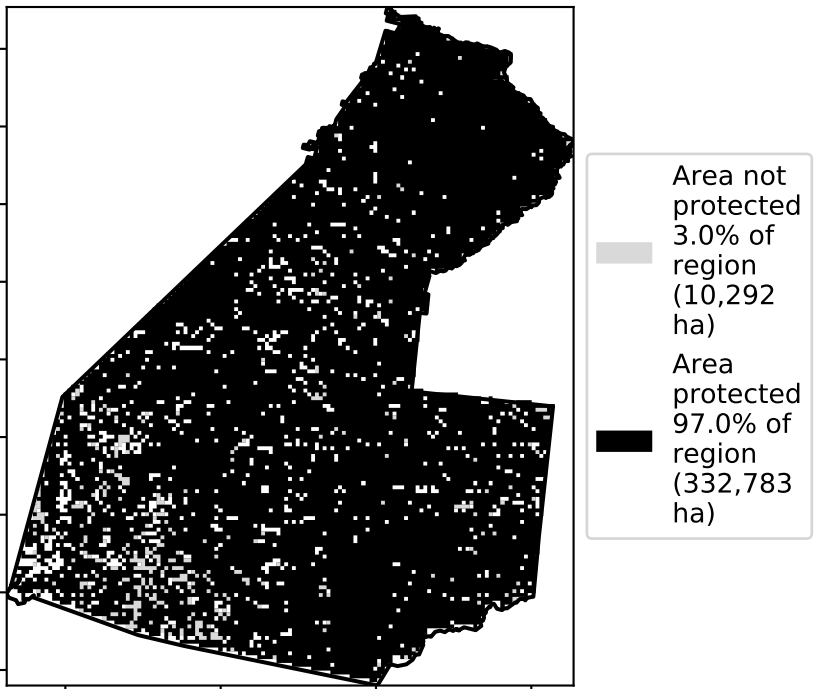 Area not
protected
3.0% of
region
(10,292
ha)
Area
protected
97.0% of
region
(332,783
ha)